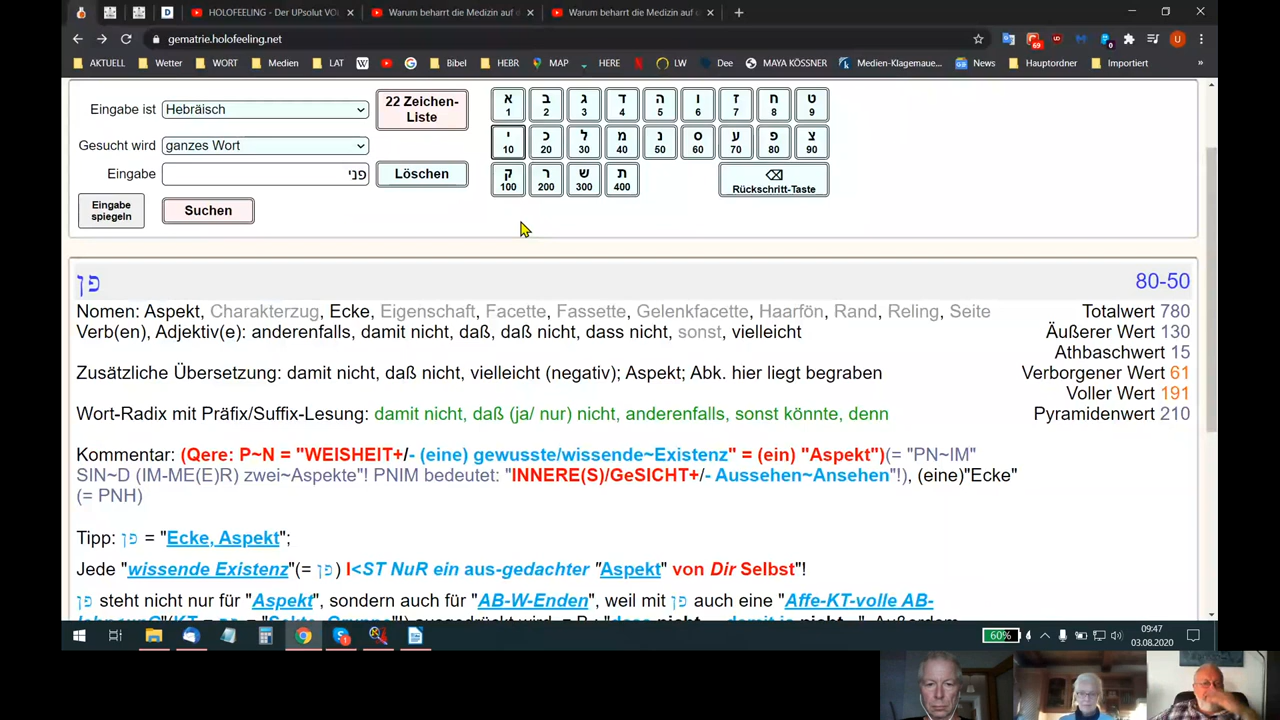 HOLOFEELING - Der UPsolut VOL
Warum beharrt die Medizin auf d
Warum beharrt die Medizin auf d
gematrie.holofeeling.net
69
0
U
AKTUELL
Wetter
WORT
Medien
LAT
Bibel
HEBR
MAP
HERE
LW
Dee
MAYA KÖSSNER
Medien-Klagemaue...
News
Hauptordner
Importiert
»
Eingabe ist Hebräisch
22 Zeichen-
Liste
Gesucht wird ganzes Wort
Eingabe פני Löschen
Eingabe
spiegeln
Suchen
א ב ג ד ה ו ז ח ט
1 2 3 4 5 6 7 8 9
י כ ל מ נ ס ע פ צ
10 20 30 40 50 60 70 80 90
ק ר ש ת
100 200 300 400
Rückschritt-Taste
פן 80-50
Nomen: Aspekt, Charakterzug, Ecke, Eigenschaft, Facette, Fassette, Gelenkfacette, Haarfön, Rand, Reling, Seite
Verb(en), Adjektiv(e): anderenfalls, damit nicht, daß, daß nicht, dass nicht, sonst, vielleicht
Zusätzliche Übersetzung: damit nicht, daß nicht, vielleicht (negativ); Aspekt; Abk. hier liegt begraben
Wort-Radix mit Präfix/Suffix-Lesung: damit nicht, daß (ja/ nur) nicht, anderenfalls, sonst könnte, denn
Totalwert 780
Äußerer Wert 130
Athbaschwert 15
Verborgener Wert 61
Voller Wert 191
Pyramidenwert 210
Kommentar: (Qere: P~N = "WEISHEIT+/- (eine) gewusste/wissende~Existenz" = (ein) "Aspekt")(= "PN~IM"
SIN~D (IM-ME(E)R) zwei~Aspekte"! PNIM bedeutet: "INNERE(S)/GeSICHT+/- Aussehen~Ansehen"!), (eine)"Ecke"
(= PNH)
Tipp: פן = "Ecke, Aspekt";
Jede "wissende Existenz"(= פן) I<ST NuR ein aus-gedachter "Aspekt" von Dir Selbst"!
פן steht nicht nur für "Aspekt", sondern auch für "AB-W-Enden", weil mit פן auch eine "Affe-KT-volle AB-
60%
09:47
03.08.2020